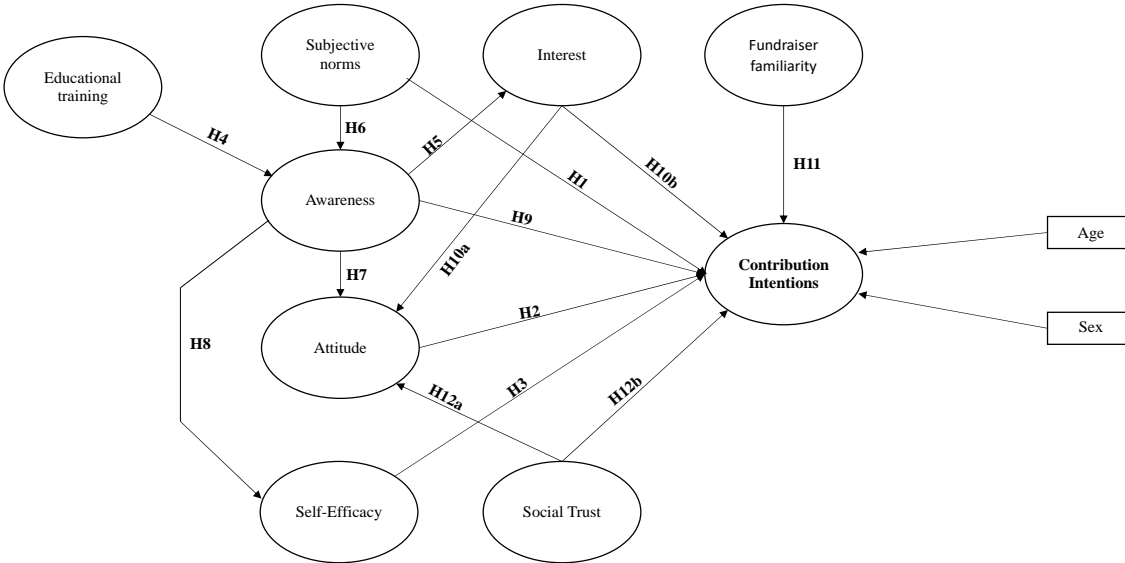 Subjective
norms
Interest
Fundraiser
familiarity
Educational
training
H4
H6
H5
H1
H10b
H11
Awareness
H9
Age
H10a
Contribution
Intentions
H7
H2
Sex
H8
Attitude
H12a
H3
H12b
Self-Efficacy
Social Trust